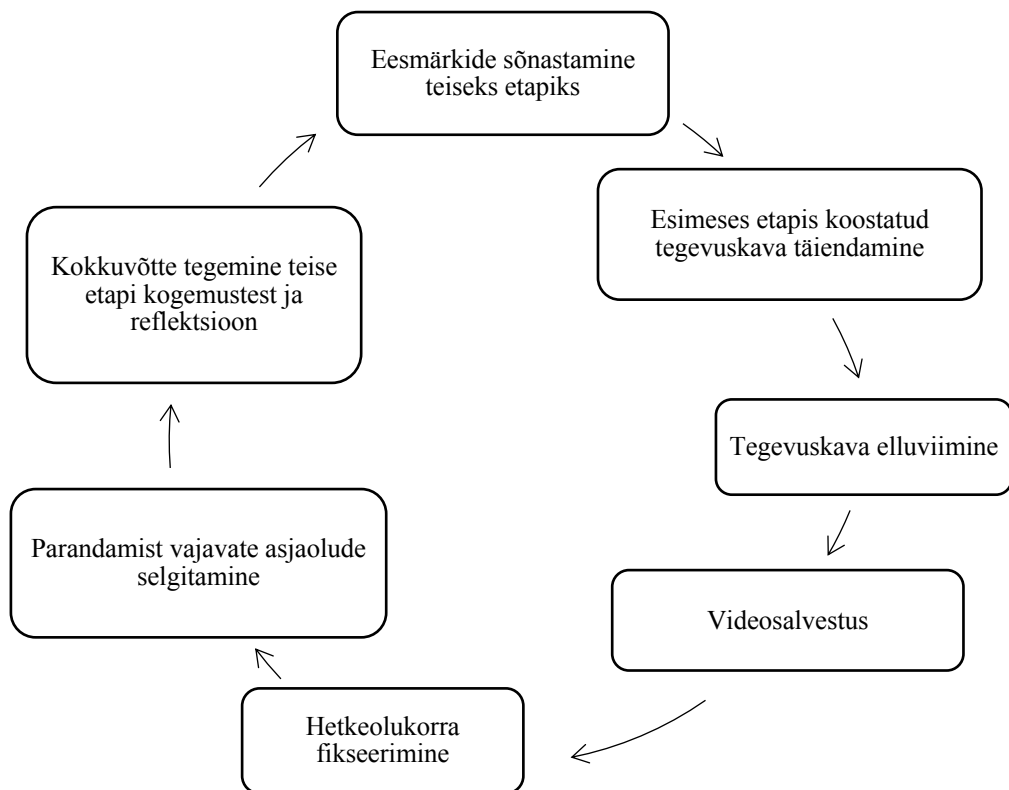 Eesmärkide sõnastamine
teiseks etapiks
Esimeses etapis koostatud
tegevuskava täiendamine
Tegevuskava elluviimine
Videosalvestus
Hetkeolukorra
fikseerimine
Parandamist vajavate asjaolude
selgitamine
Kokkuvõtte tegemine teise
etapi kogemustest ja
reflektsioon